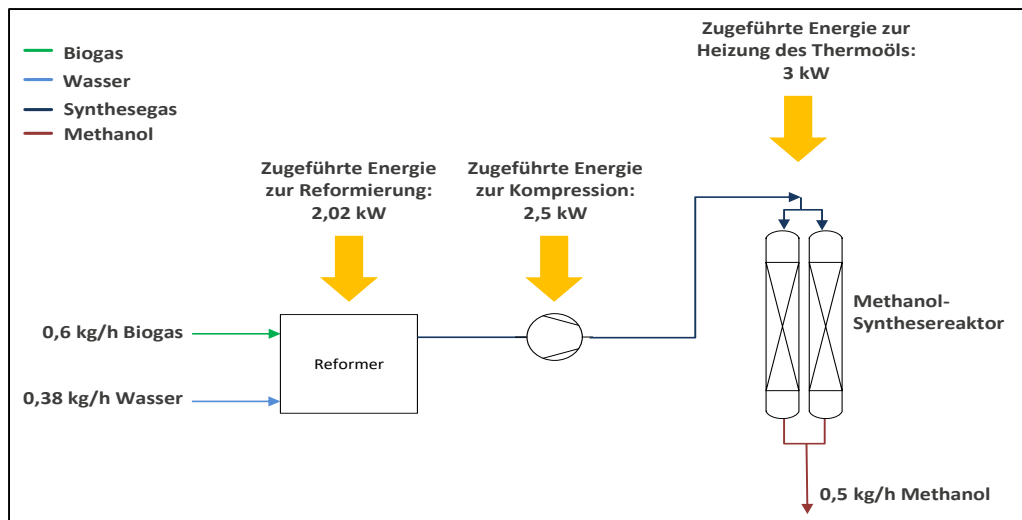 Biogas
Wasser
Synthesegas
Methanol
Zugeführte Energie zur
Heizung des Thermoöls:
3 kW
Zugeführte Energie
zur Reformierung:
2,02 kW
Zugeführte Energie
zur Kompression:
2,5 kW
0,6 kg/h Biogas
0,38 kg/h Wasser
Reformer
Methanol-
Synthesereaktor
0,5 kg/h Methanol